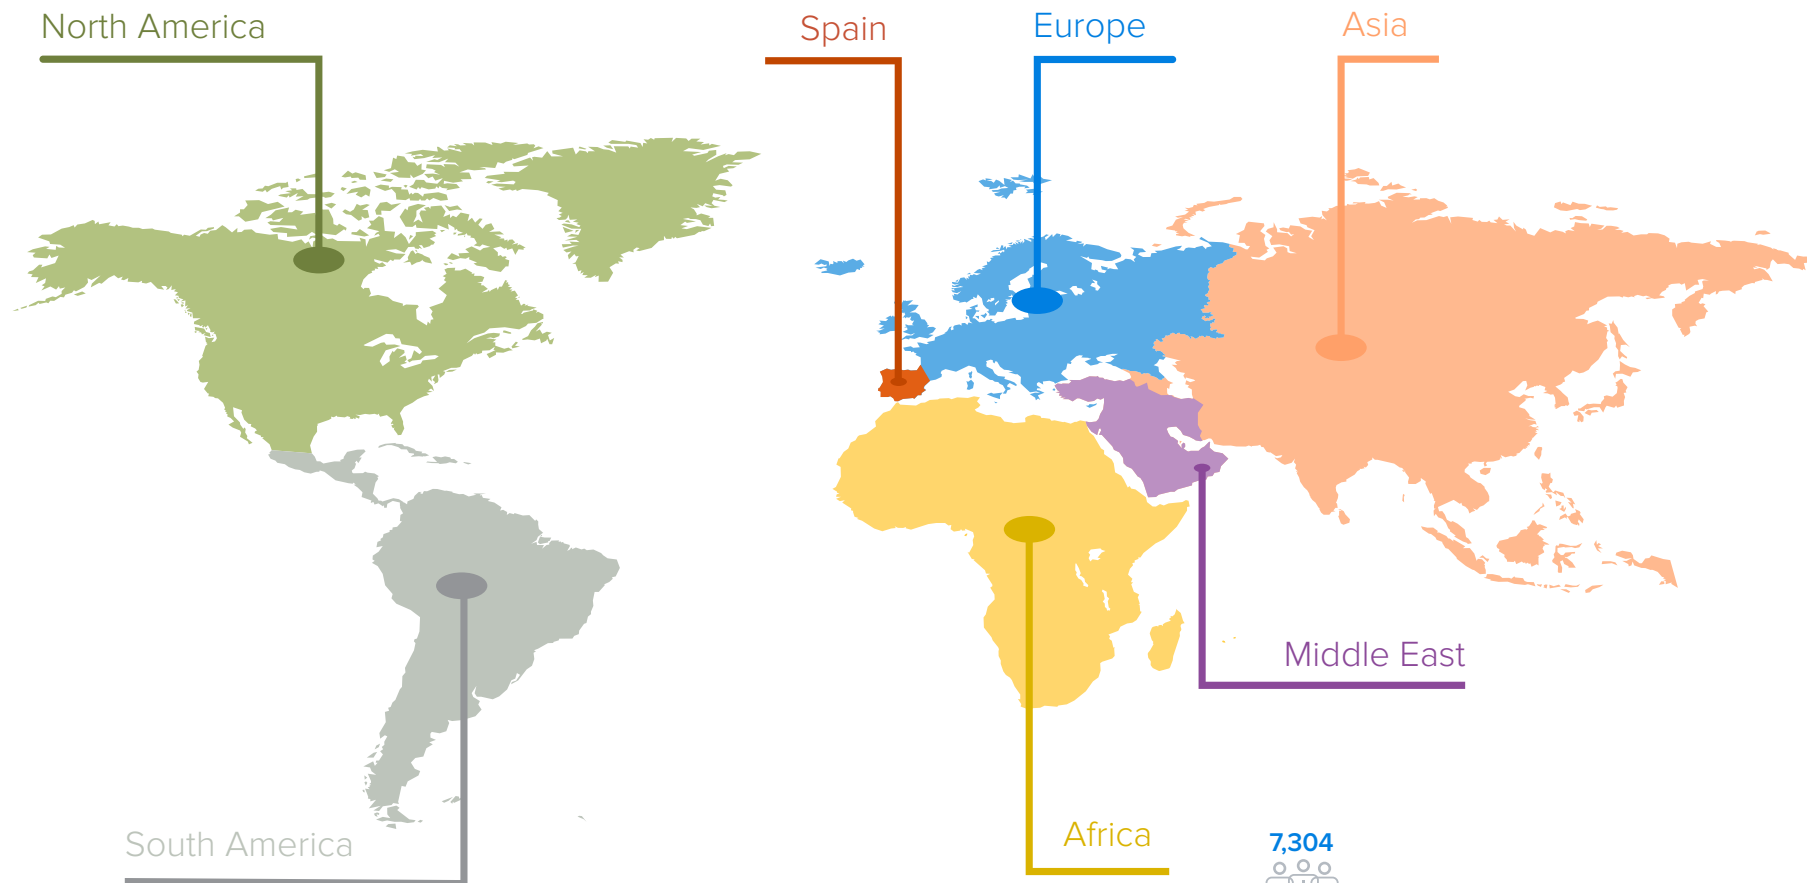 North America
Spain
Europe
Asia
Middle East
South America
Africa
7,304